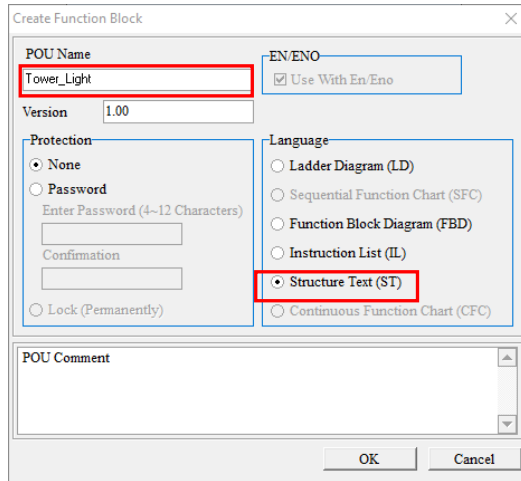 Create Function Block
POU Name
Tower_Light
Version 1.00
EN/ENO
Use With En/Eno
Protection
None
Password
Enter Password (4~12 Characters)
Confirmation
Lock (Permanently)
Language
Ladder Diagram (LD)
Sequential Function Chart (SFC)
Function Block Diagram (FBD)
Instruction List (IL)
Structure Text (ST)
Continuous Function Chart (CFC)
POU Comment
OK Cancel